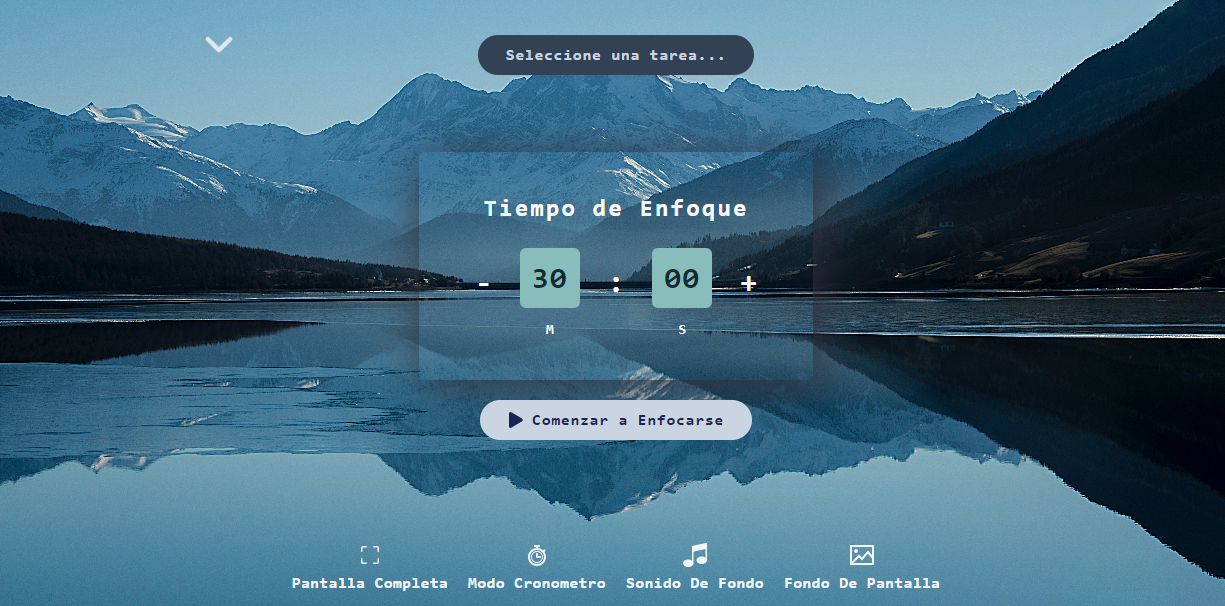 Seleccione una tarea...
Tiempo de Enfoque
- 30 : 00 +
M S
Comenzar a Enfocarse
Pantalla Completa Modo Cronometro Sonido De Fondo Fondo De Pantalla